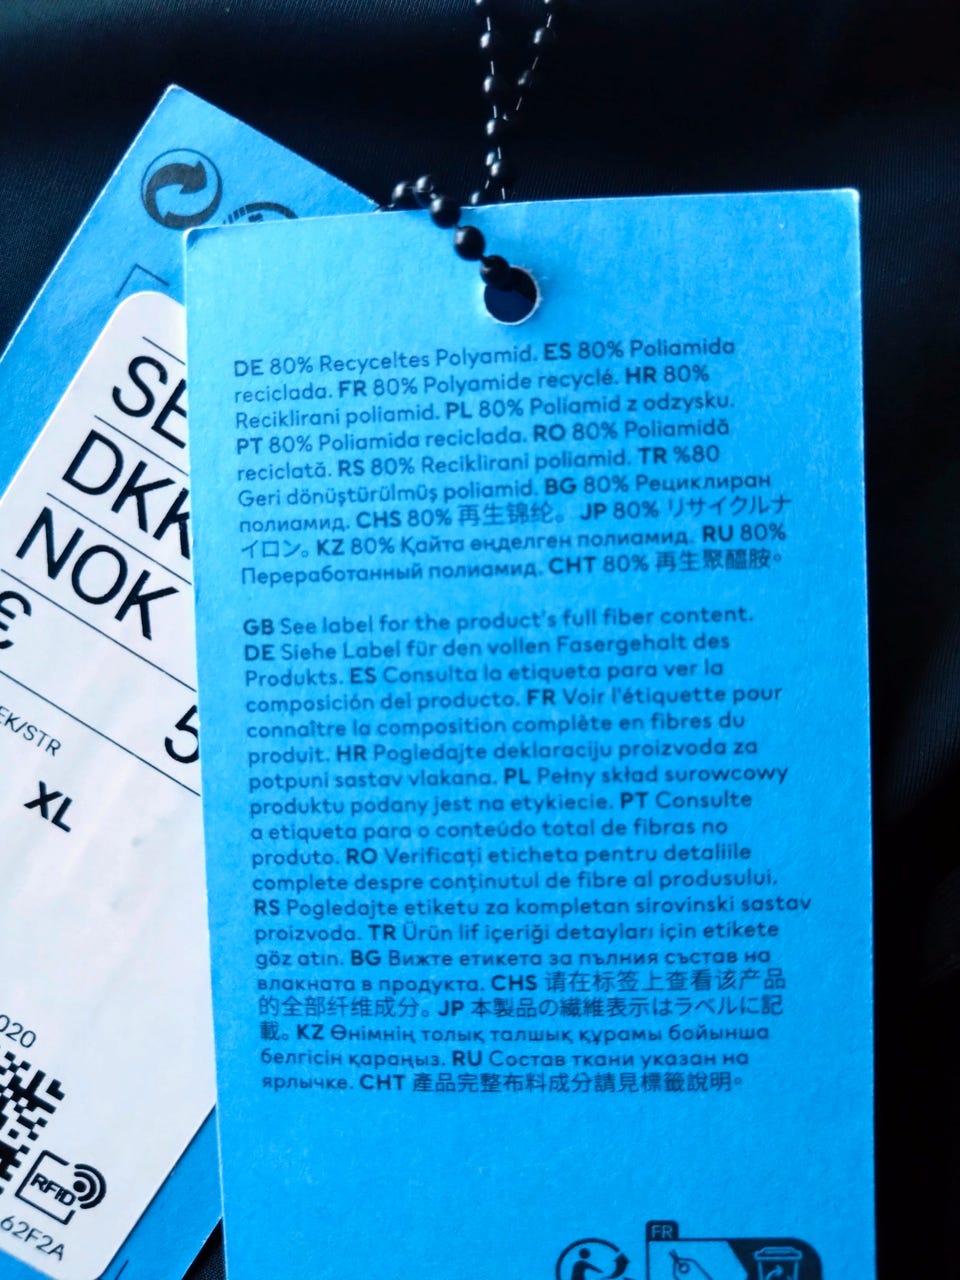 SE
DKK
NOK
€
EK/STR
5
XL
020
RFID
62F2A
DE 80% Recyceltes Polyamid. ES 80% Poliamida
reciclada. FR 80% Polyamide recyclé. HR 80%
Reciklirani poliamid. PL 80% Poliamid z odzysku.
PT 80% Poliamida reciclada. RO 80% Poliamidă
reciclată. RS 80% Reciklirani poliamid. TR %80
Geri dönüştürülmüş poliamid. BG 80% Рециклиран
полиамид. CHS 80% 再生锦纶。 JP 80% リサイクルナ
イロン。 KZ 80% Қайта өңделген полиамид. RU 80%
Переработанный полиамид. CHT 80% 再生聚醯胺。
GB See label for the product's full fiber content.
DE Siehe Label für den vollen Fasergehalt des
Produkts. ES Consulta la etiqueta para ver la
composición del producto. FR Voir l'étiquette pour
connaître la composition complète en fibres du
produit. HR Pogledajte deklaraciju proizvoda za
potpuni sastav vlakana. PL Pełny skład surowcowy
produktu podany jest na etykiecie. PT Consulte
a etiqueta para o conteúdo total de fibras no
produto. RO Verificați eticheta pentru detaliile
complete despre conținutul de fibre al produsului.
RS Pogledajte etiketu za kompletan sirovinski sastav
proizvoda. TR Ürün lif içeriği detayları için etikete
göz atin. BG Вижте етикета за пълния състав на
влакната в продукта. CHS 请在标签上查看该产品
的全部纤维成分。 JP 本製品の繊維表示はラベルに記
載。 KZ Өнімнің толық талшық құрамы бойынша
белгісін қараңыз. RU Состав ткани указан на
ярлычке. CHT 產品完整布料成分請見標籤說明。
FR